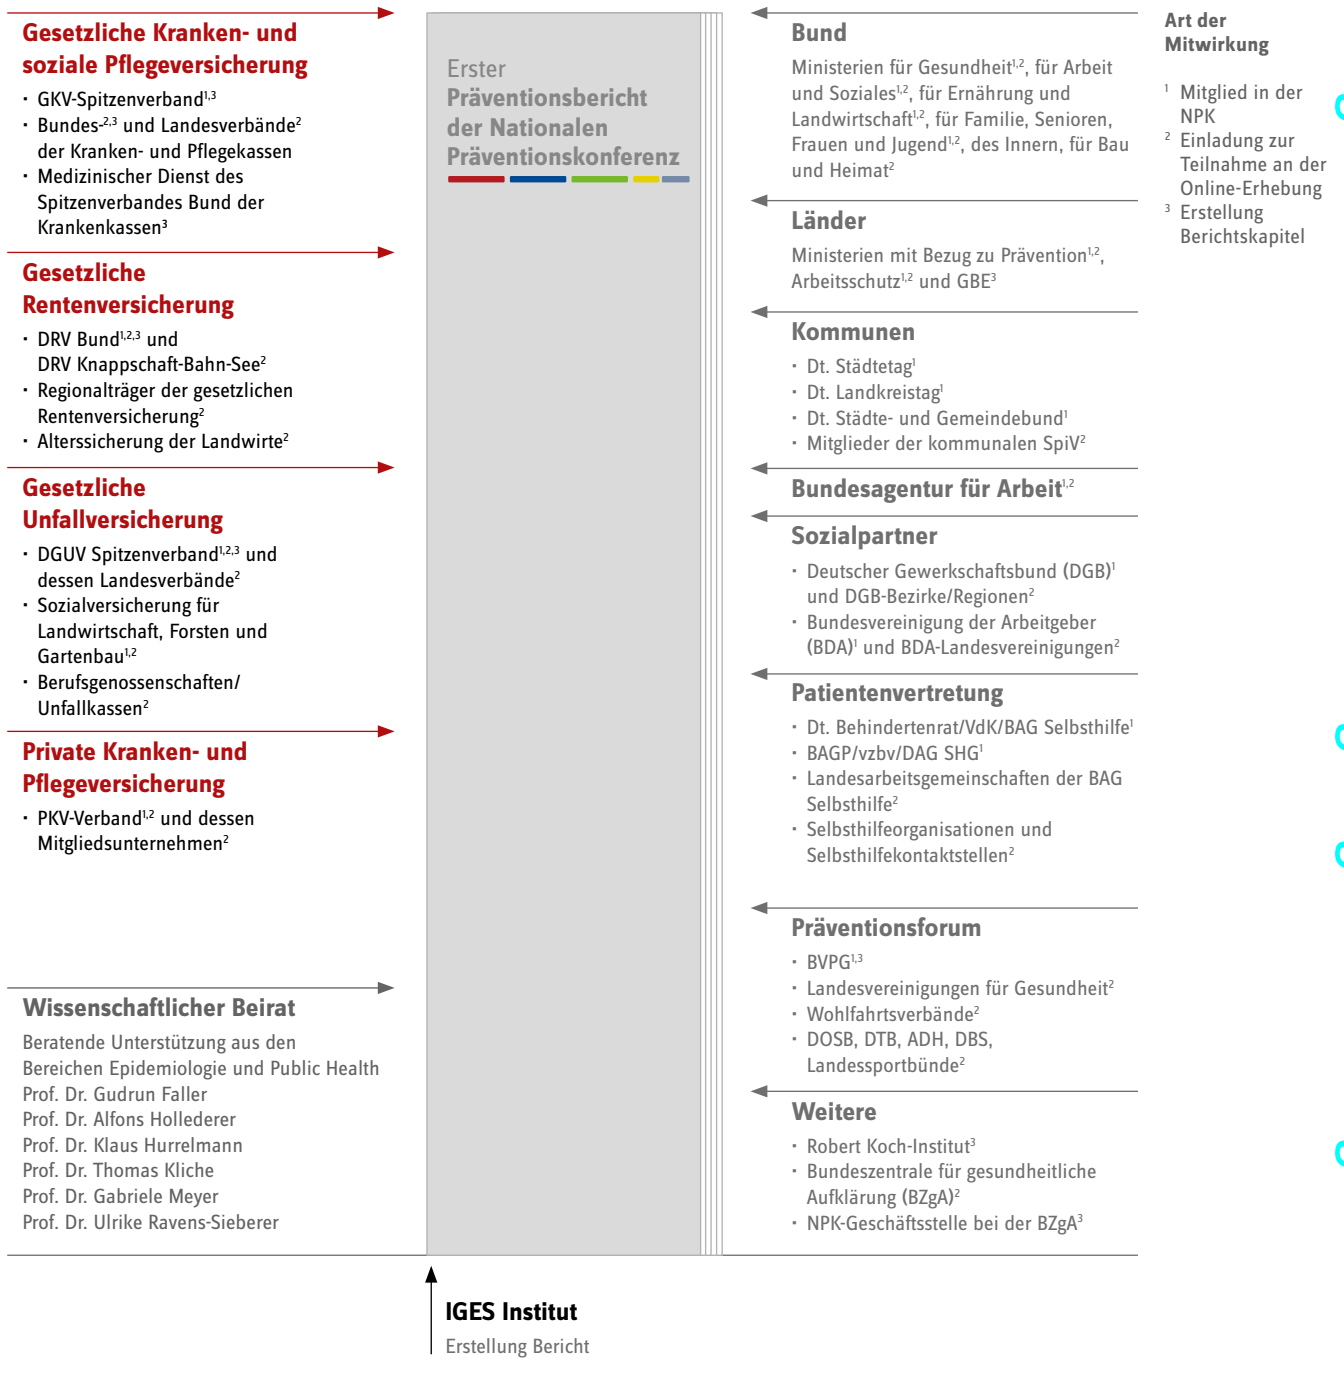 Gesetzliche Kranken- und
soziale Pflegeversicherung
· GKV-Spitzenverband¹,³
· Bundes-²,³ und Landesverbände²
der Kranken- und Pflegekassen
· Medizinischer Dienst des
Spitzenverbandes Bund der
Krankenkassen³
Gesetzliche
Rentenversicherung
· DRV Bund¹,²,³ und
DRV Knappschaft-Bahn-See²
· Regionalträger der gesetzlichen
Rentenversicherung²
· Alterssicherung der Landwirte²
Gesetzliche
Unfallversicherung
· DGUV Spitzenverband¹,²,³ und
dessen Landesverbände²
· Sozialversicherung für
Landwirtschaft, Forsten und
Gartenbau¹,²
· Berufsgenossenschaften/
Unfallkassen²
Private Kranken- und
Pflegeversicherung
· PKV-Verband¹,² und dessen
Mitgliedsunternehmen²
Wissenschaftlicher Beirat
Beratende Unterstützung aus den
Bereichen Epidemiologie und Public Health
Prof. Dr. Gudrun Faller
Prof. Dr. Alfons Hollederer
Prof. Dr. Klaus Hurrelmann
Prof. Dr. Thomas Kliche
Prof. Dr. Gabriele Meyer
Prof. Dr. Ulrike Ravens-Sieberer
Erster
Präventionsbericht
der Nationalen
Präventionskonferenz
IGES Institut
Erstellung Bericht
Bund
Ministerien für Gesundheit¹,², für Arbeit
und Soziales¹,², für Ernährung und
Landwirtschaft¹,², für Familie, Senioren,
Frauen und Jugend¹,², des Innern, für Bau
und Heimat²
Länder
Ministerien mit Bezug zu Prävention¹,²,
Arbeitsschutz¹,² und GBE³
Kommunen
· Dt. Städtetag¹
· Dt. Landkreistag¹
· Dt. Städte- und Gemeindebund¹
· Mitglieder der kommunalen SpiV²
Bundesagentur für Arbeit¹,²
Sozialpartner
· Deutscher Gewerkschaftsbund (DGB)¹
und DGB-Bezirke/Regionen²
· Bundesvereinigung der Arbeitgeber
(BDA)¹ und BDA-Landesvereinigungen²
Patientenvertretung
· Dt. Behindertenrat/VdK/BAG Selbsthilfe¹
· BAGP/vzbv/DAG SHG¹
· Landesarbeitsgemeinschaften der BAG
Selbsthilfe²
· Selbsthilfeorganisationen und
Selbsthilfekontaktstellen²
Präventionsforum
· BVPG¹,³
· Landesvereinigungen für Gesundheit²
· Wohlfahrtsverbände²
· DOSB, DTB, ADH, DBS,
Landessportbünde²
Weitere
· Robert Koch-Institut³
· Bundeszentrale für gesundheitliche
Aufklärung (BZgA)²
· NPK-Geschäftsstelle bei der BZgA³
Art der
Mitwirkung
¹ Mitglied in der
NPK
² Einladung zur
Teilnahme an der
Online-Erhebung
³ Erstellung
Berichtskapitel